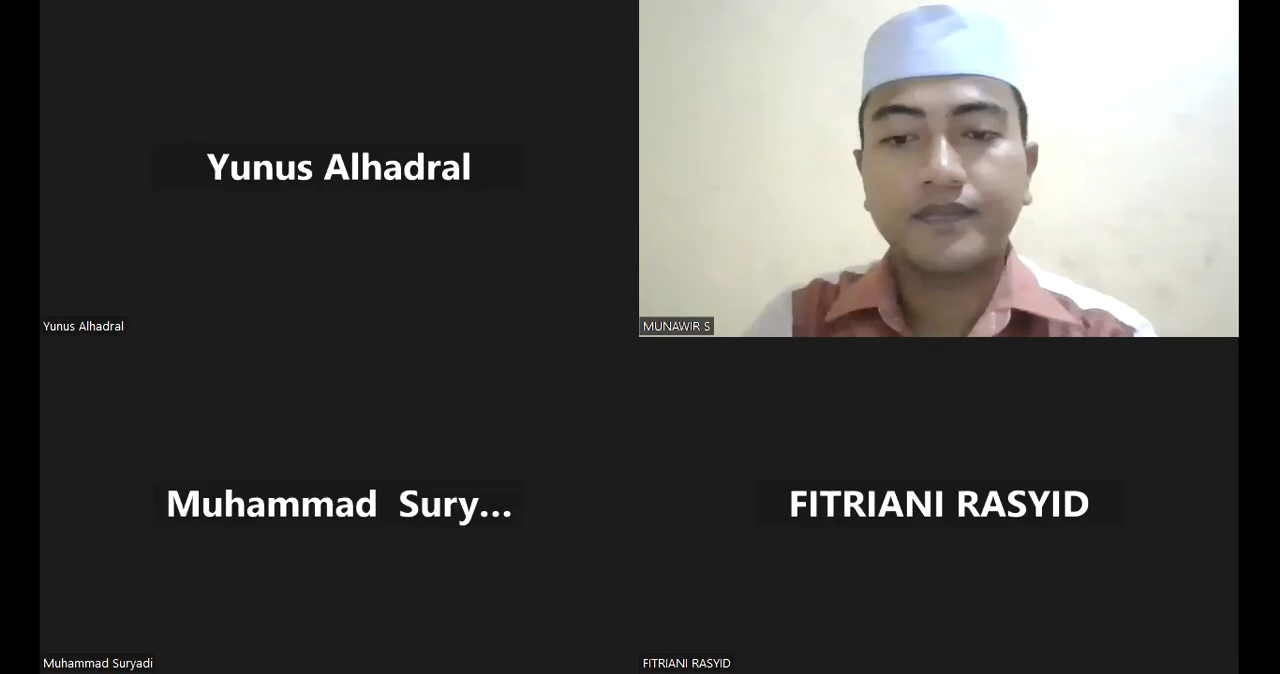 Yunus Alhadral
Yunus Alhadral
MUNAWIR S
Muhammad  Sury...
FITRIANI RASYID
Muhammad Suryadi
FITRIANI RASYID